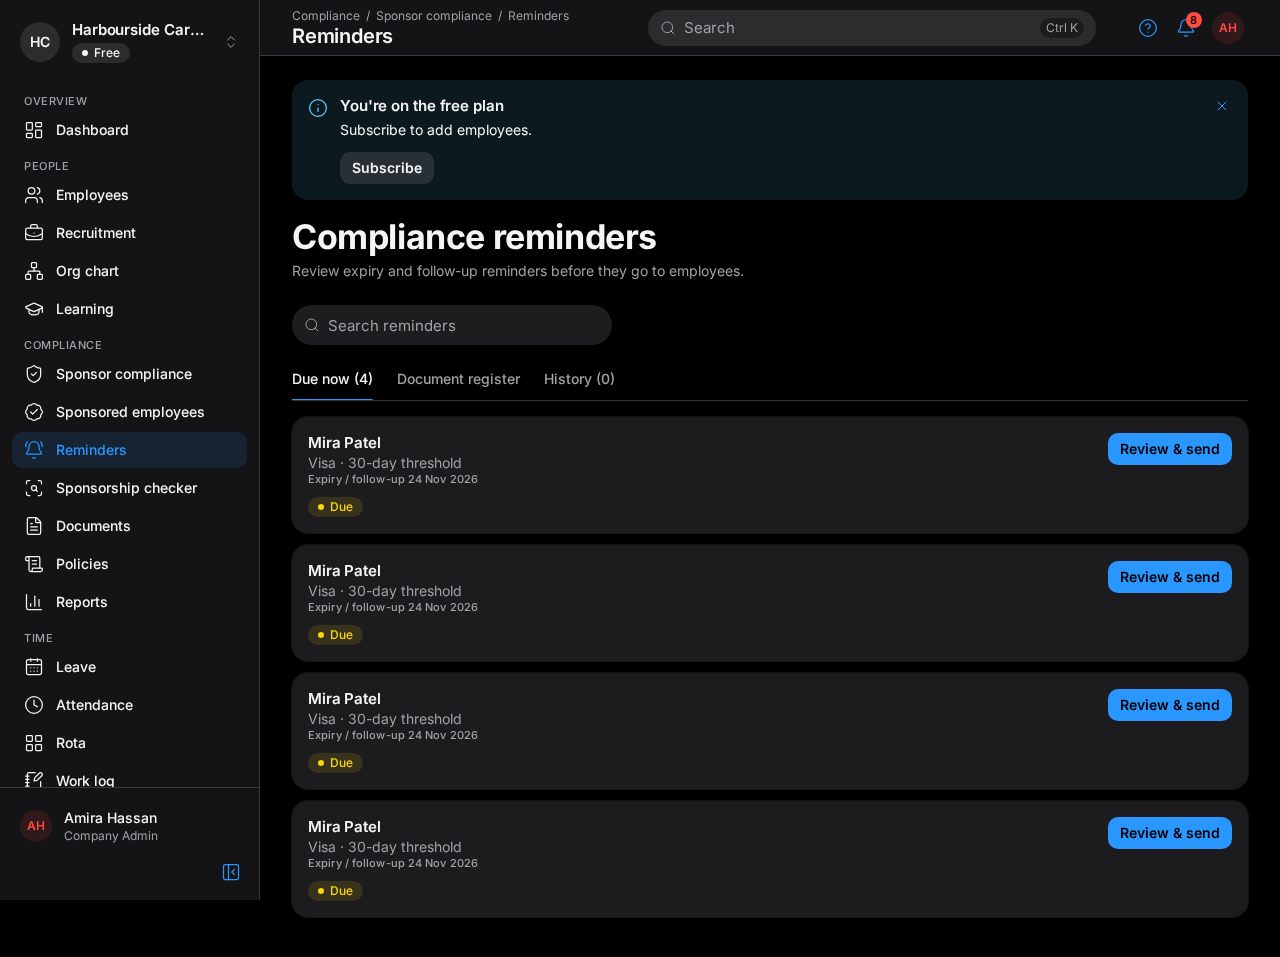 HC
Harbourside Car...
Free
OVERVIEW
Dashboard
PEOPLE
Employees
Recruitment
Org chart
Learning
COMPLIANCE
Sponsor compliance
Sponsored employees
Reminders
Sponsorship checker
Documents
Policies
Reports
TIME
Leave
Attendance
Rota
Work log
AH
Amira Hassan
Company Admin
Compliance / Sponsor compliance / Reminders
Reminders
Search
Ctrl K
8
AH
You're on the free plan
Subscribe to add employees.
Subscribe
Compliance reminders
Review expiry and follow-up reminders before they go to employees.
Search reminders
Due now (4)
Document register
History (0)
Mira Patel
Visa · 30-day threshold
Expiry / follow-up 24 Nov 2026
Due
Review & send
Mira Patel
Visa · 30-day threshold
Expiry / follow-up 24 Nov 2026
Due
Review & send
Mira Patel
Visa · 30-day threshold
Expiry / follow-up 24 Nov 2026
Due
Review & send
Mira Patel
Visa · 30-day threshold
Expiry / follow-up 24 Nov 2026
Due
Review & send